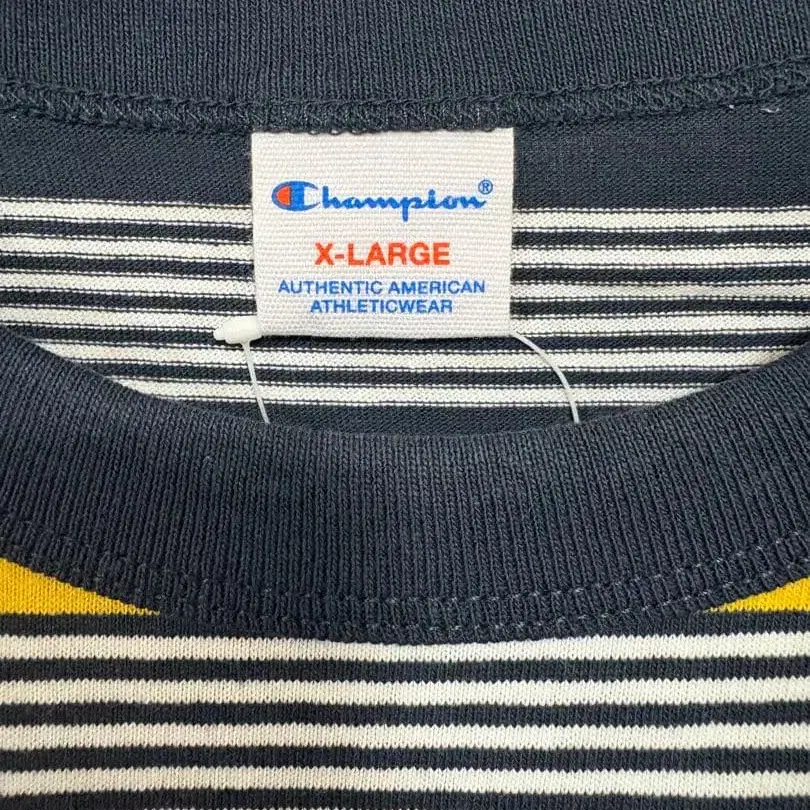 Champion®
X-LARGE
AUTHENTIC AMERICAN
ATHLETICWEAR